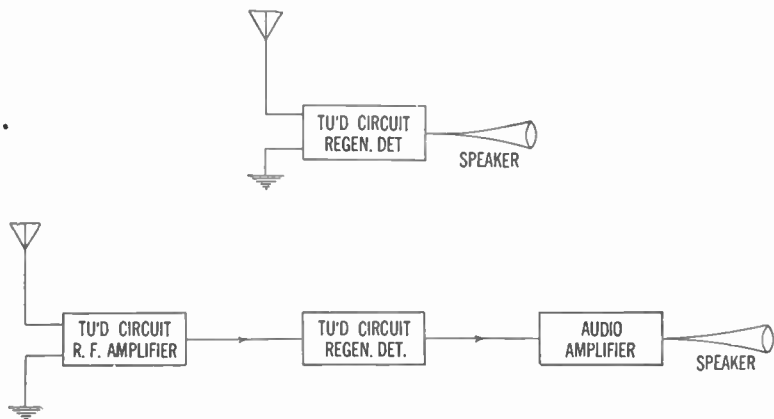 TU'D CIRCUIT
REGEN. DET
SPEAKER
TU'D CIRCUIT
R. F. AMPLIFIER
TU'D CIRCUIT
REGEN. DET.
AUDIO
AMPLIFIER
SPEAKER